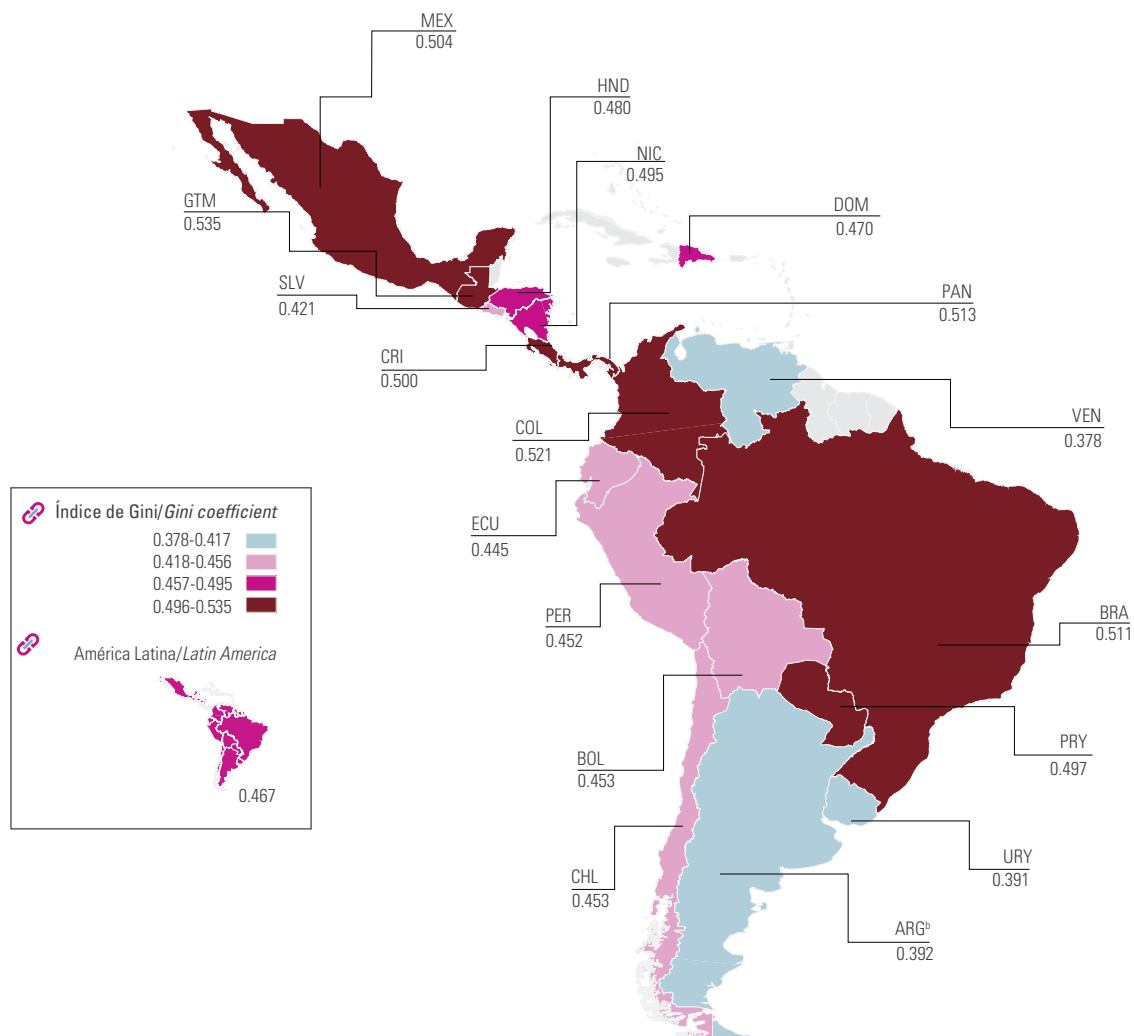 MEX
0.504
HND
0.480
NIC
0.495
GTM
0.535
DOM
0.470
SLV
0.421
PAN
0.513
CRI
0.500
VEN
0.378
COL
0.521
Índice de Gini/Gini coefficient
0.378-0.417
0.418-0.456
0.457-0.495
0.496-0.535
América Latina/Latin America
0.467
ECU
0.445
PER
0.452
BRA
0.511
BOL
0.453
PRY
0.497
CHL
0.453
URY
0.391
ARGᵇ
0.392